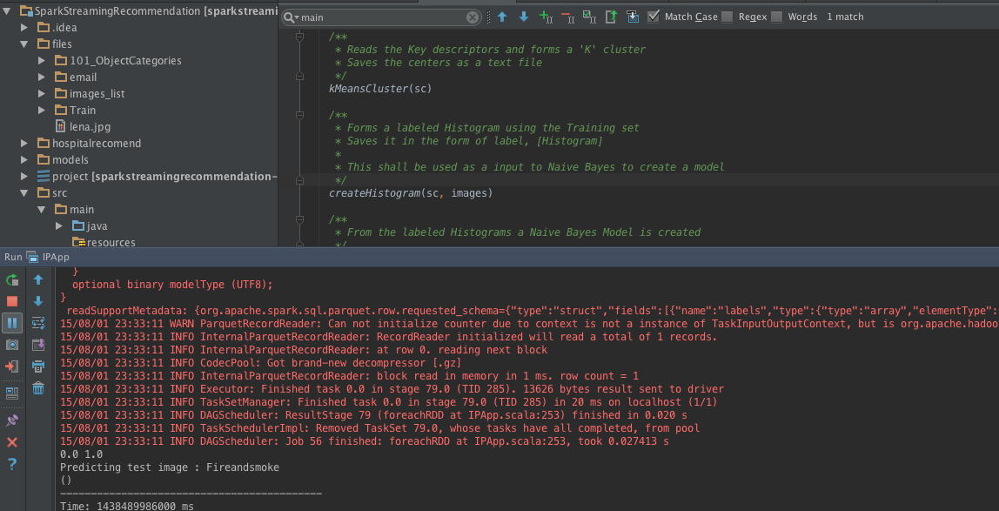 SparkStreamingRecommendation [sparkstreami
.idea
files
101_ObjectCategories
email
images_list
Train
lena.jpg
hospitalrecomend
models
project [sparkstreamingrecommendation-
src
main
java
resources
main
Match Case Regex Words 1 match
/**
* Reads the Key descriptors and forms a 'K' cluster
* Saves the centers as a text file
*/
kMeansCluster(sc)
/**
* Forms a labeled Histogram using the Training set
* Saves it in the form of label, [Histogram]
*
* This shall be used as a input to Naive Bayes to create a model
*/
createHistogram(sc, images)
/**
* From the labeled Histograms a Naive Bayes Model is created
*/
Run IPApp
}
optional binary modelType (UTF8);
}
readSupportMetadata: {org.apache.spark.sql.parquet.row.requested_schema={"type":"struct","fields":[{"name":"labels","type":{"type":"array","elementType":
15/08/01 23:33:11 WARN ParquetRecordReader: Can not initialize counter due to context is not a instance of TaskInputOutputContext, but is org.apache.hadoo
15/08/01 23:33:11 INFO InternalParquetRecordReader: RecordReader initialized will read a total of 1 records.
15/08/01 23:33:11 INFO InternalParquetRecordReader: at row 0. reading next block
15/08/01 23:33:11 INFO CodecPool: Got brand-new decompressor [.gz]
15/08/01 23:33:11 INFO InternalParquetRecordReader: block read in memory in 1 ms. row count = 1
15/08/01 23:33:11 INFO Executor: Finished task 0.0 in stage 79.0 (TID 285). 13626 bytes result sent to driver
15/08/01 23:33:11 INFO TaskSetManager: Finished task 0.0 in stage 79.0 (TID 285) in 20 ms on localhost (1/1)
15/08/01 23:33:11 INFO DAGScheduler: ResultStage 79 (foreachRDD at IPApp.scala:253) finished in 0.020 s
15/08/01 23:33:11 INFO TaskSchedulerImpl: Removed TaskSet 79.0, whose tasks have all completed, from pool
15/08/01 23:33:11 INFO DAGScheduler: Job 56 finished: foreachRDD at IPApp.scala:253, took 0.027413 s
0.0 1.0
Predicting test image : Fireandsmoke
()
-------------------------------------------
Time: 1438489986000 ms